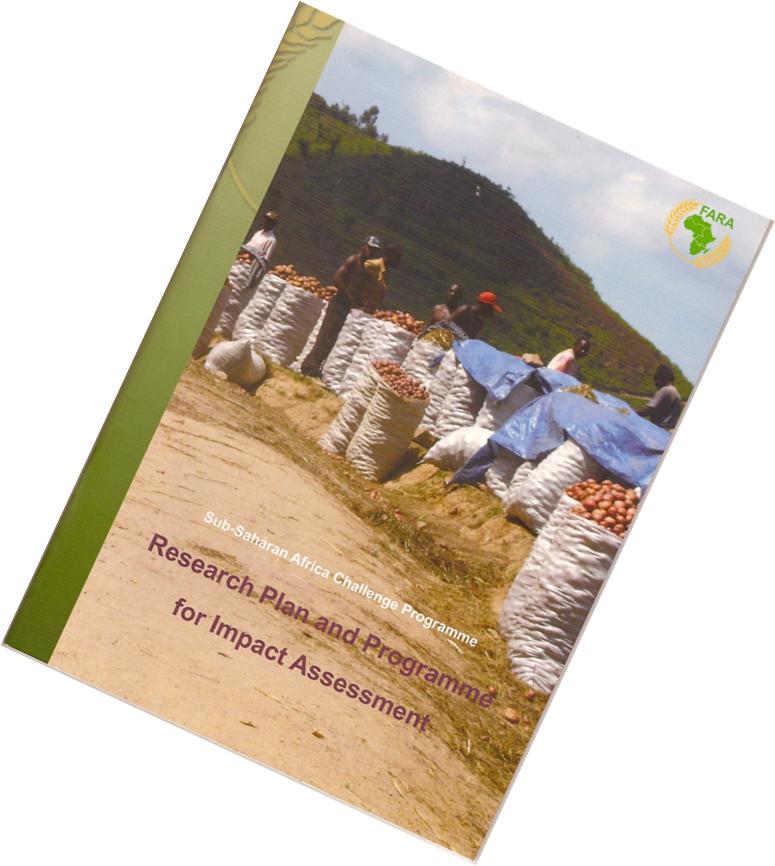 FARA
Sub-Saharan Africa Challenge Programme
Research Plan and Programme
for Impact Assessment